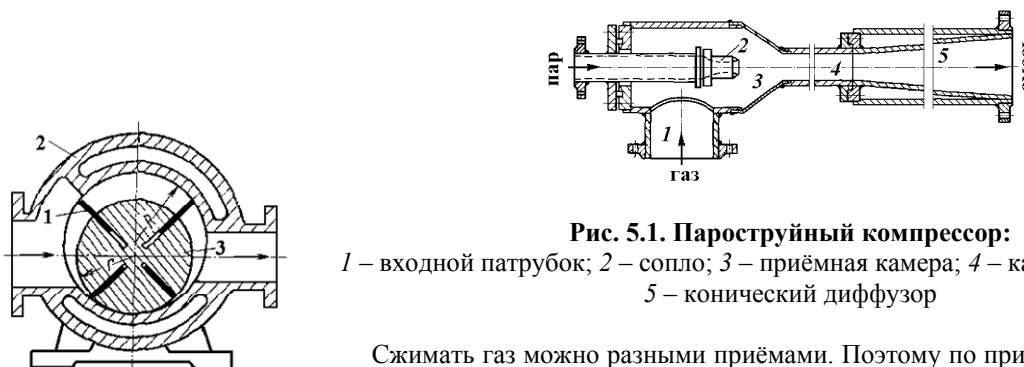 2
1
3
R
r
пар
2
3
4
5
1
газ
Рис. 5.1. Пароструйный компрессор:
1 – входной патрубок; 2 – сопло; 3 – приёмная камера; 4 – ка
5 – конический диффузор
Сжимать газ можно разными приёмами. Поэтому по при